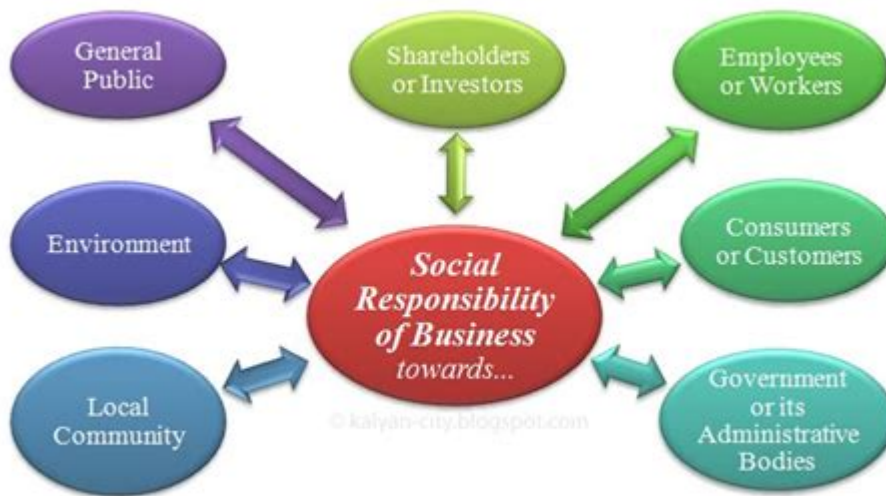 General
Public
Shareholders
or Investors
Employees
or Workers
Environment
Social
Responsibility
of Business
towards...
Consumers
or Customers
Local
Community
Government
or its
Administrative
Bodies
© kalyan-city.blogspot.com